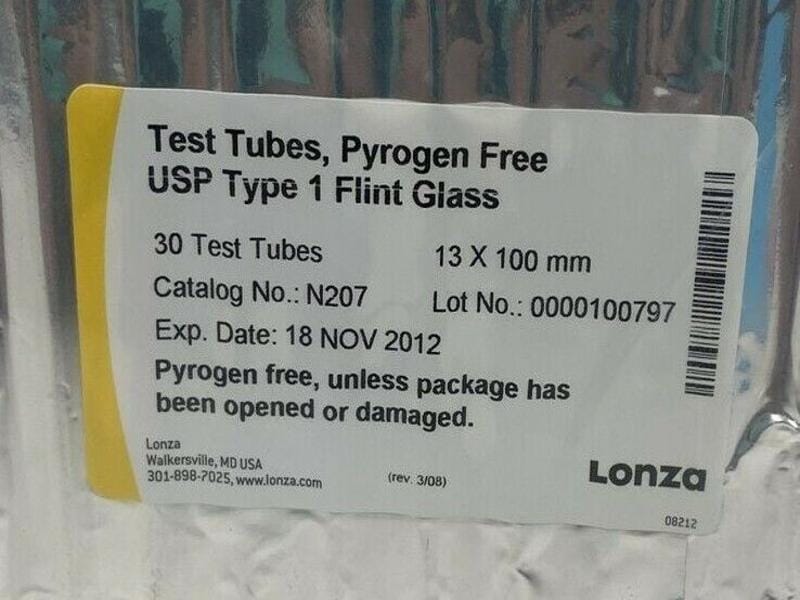 Test Tubes, Pyrogen Free
USP Type 1 Flint Glass
30 Test Tubes 13 X 100 mm
Catalog No.: N207 Lot No.: 0000100797
Exp. Date: 18 NOV 2012
Pyrogen free, unless package has
been opened or damaged.
Lonza
Walkersville, MD USA
301-898-7025, www.lonza.com (rev. 3/08)
Lonza
08212